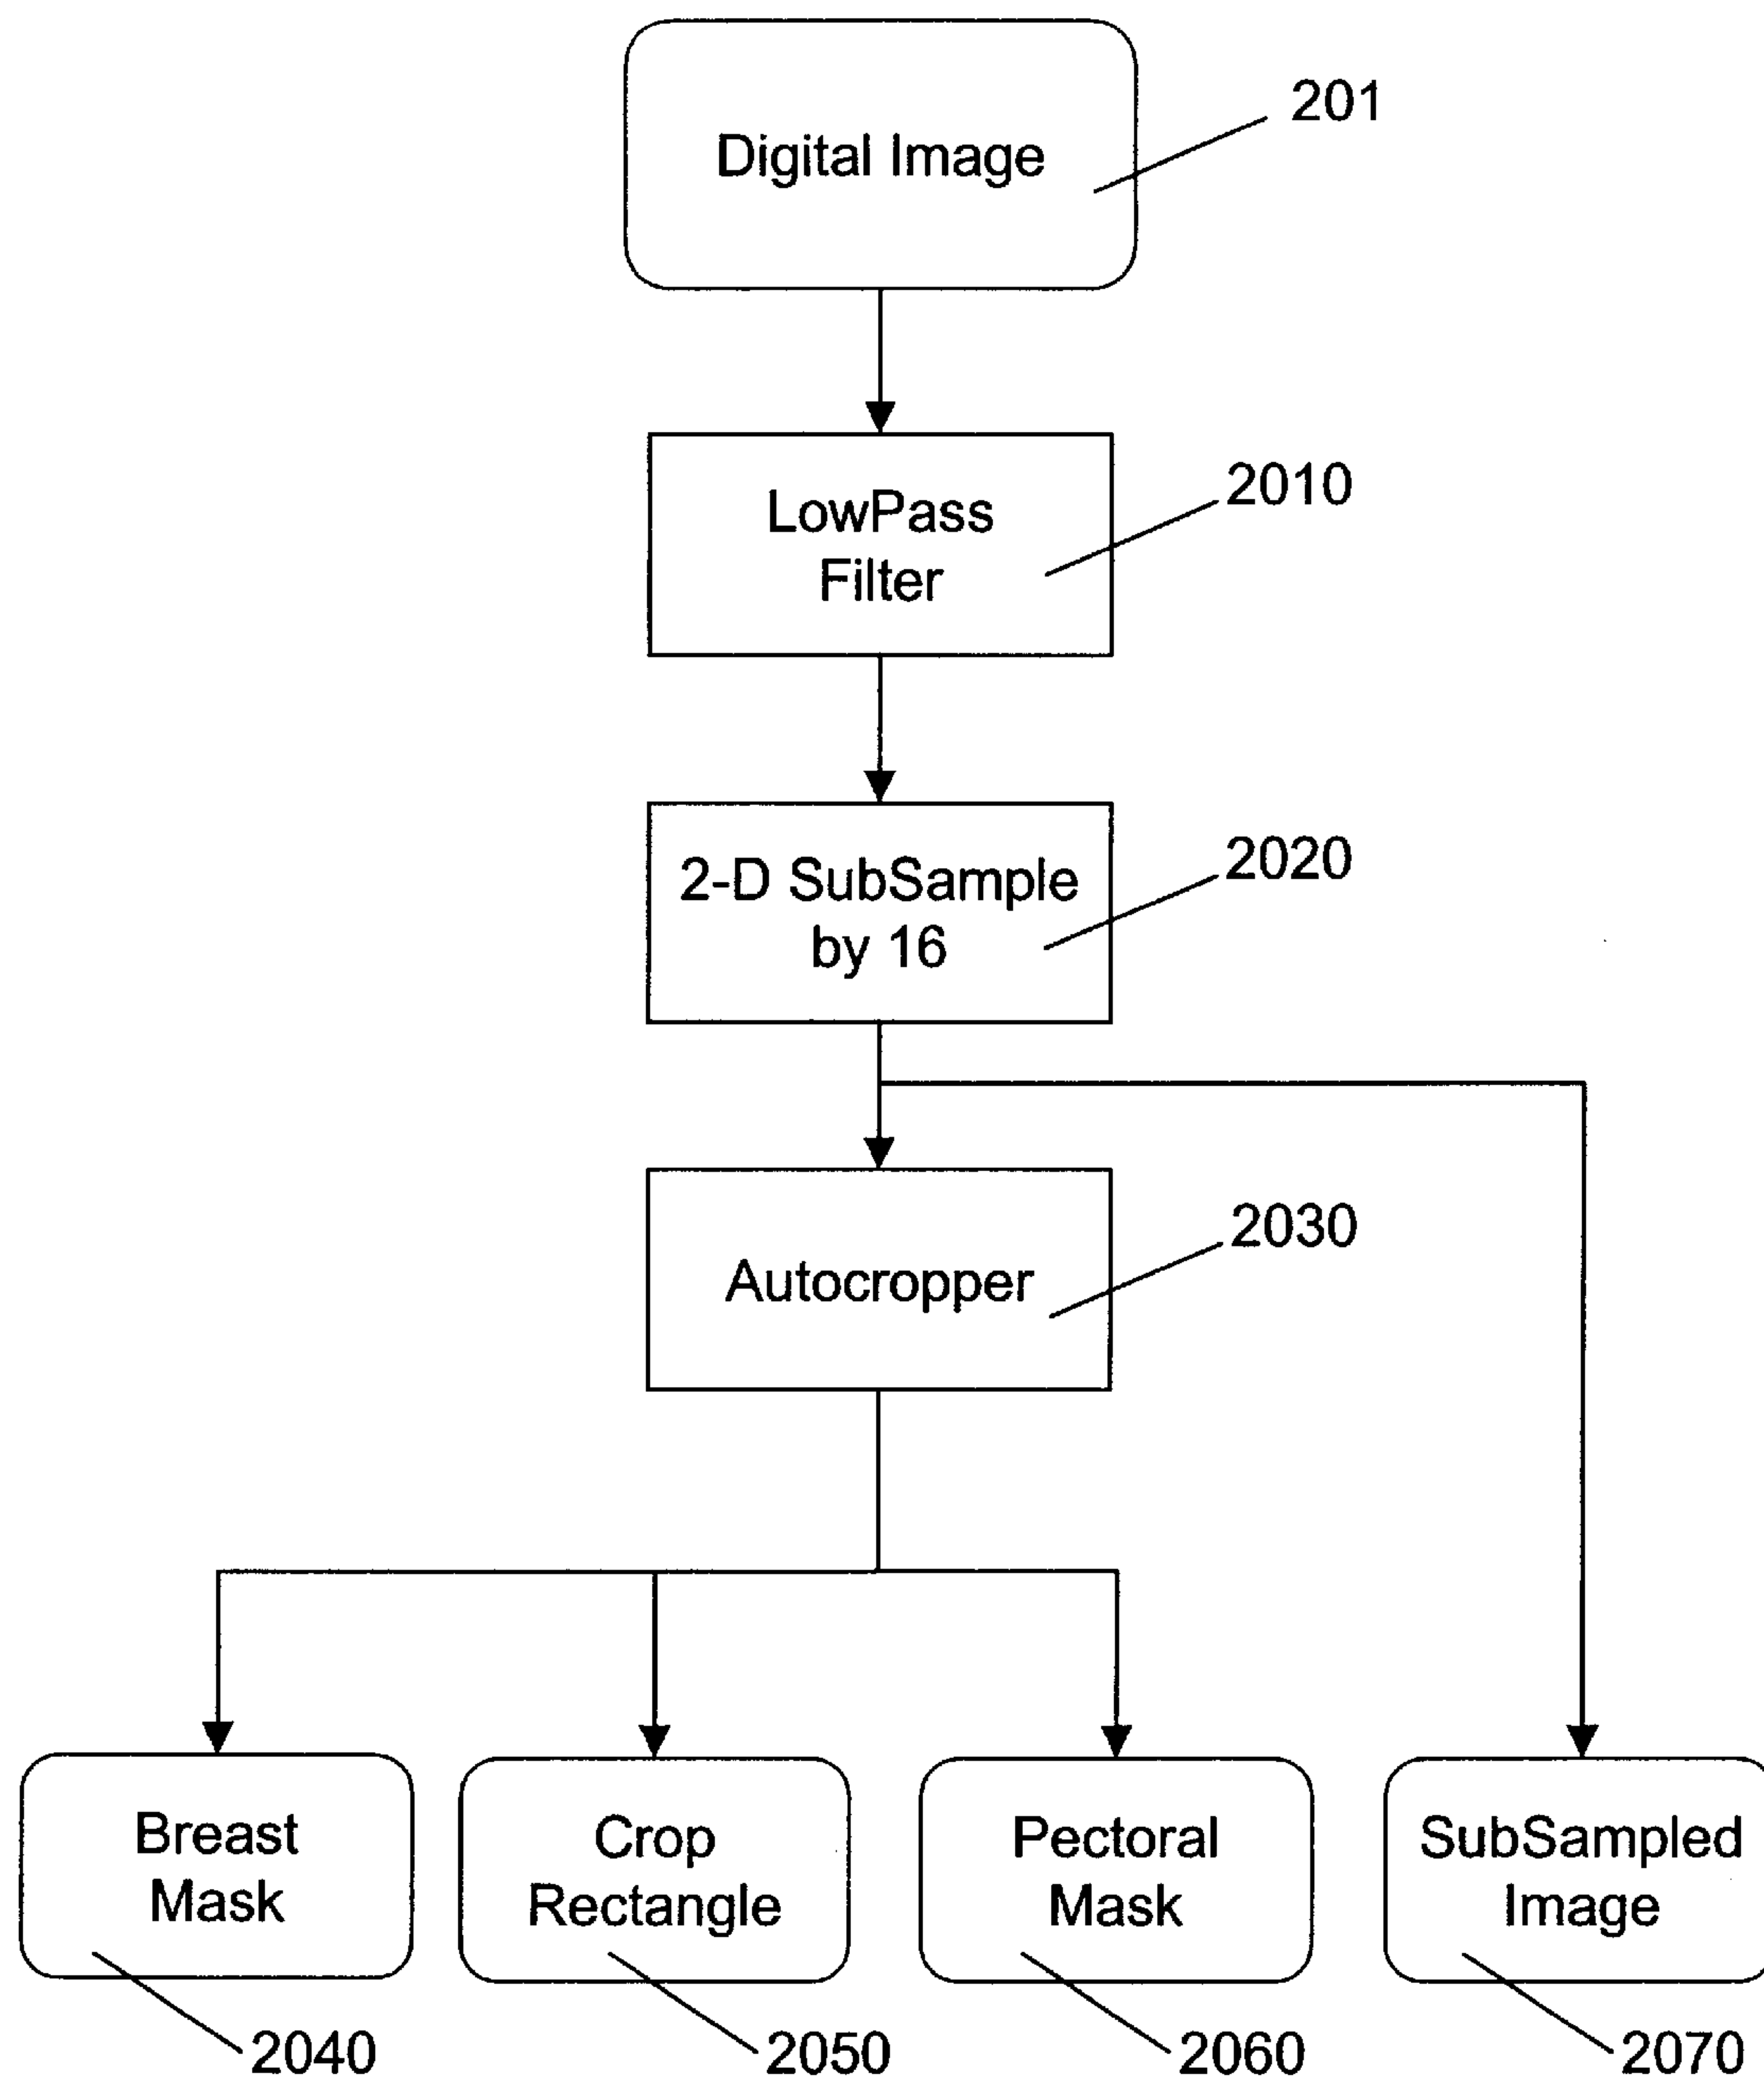 Digital Image
201
LowPass
Filter
2010
2-D SubSample
by 16
2020
Autocropper
2030
Breast
Mask
Crop
Rectangle
Pectoral
Mask
SubSampled
Image
2040
2050
2060
2070